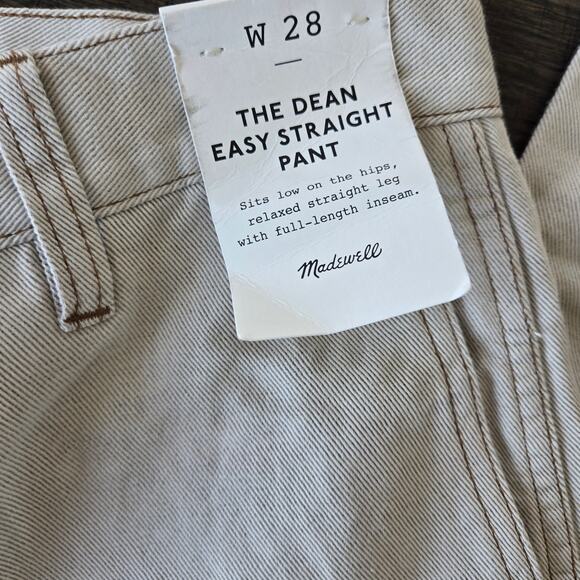 W 28
THE DEAN
EASY STRAIGHT
PANT
Sits low on the hips,
relaxed straight leg
with full-length inseam.
Madewell